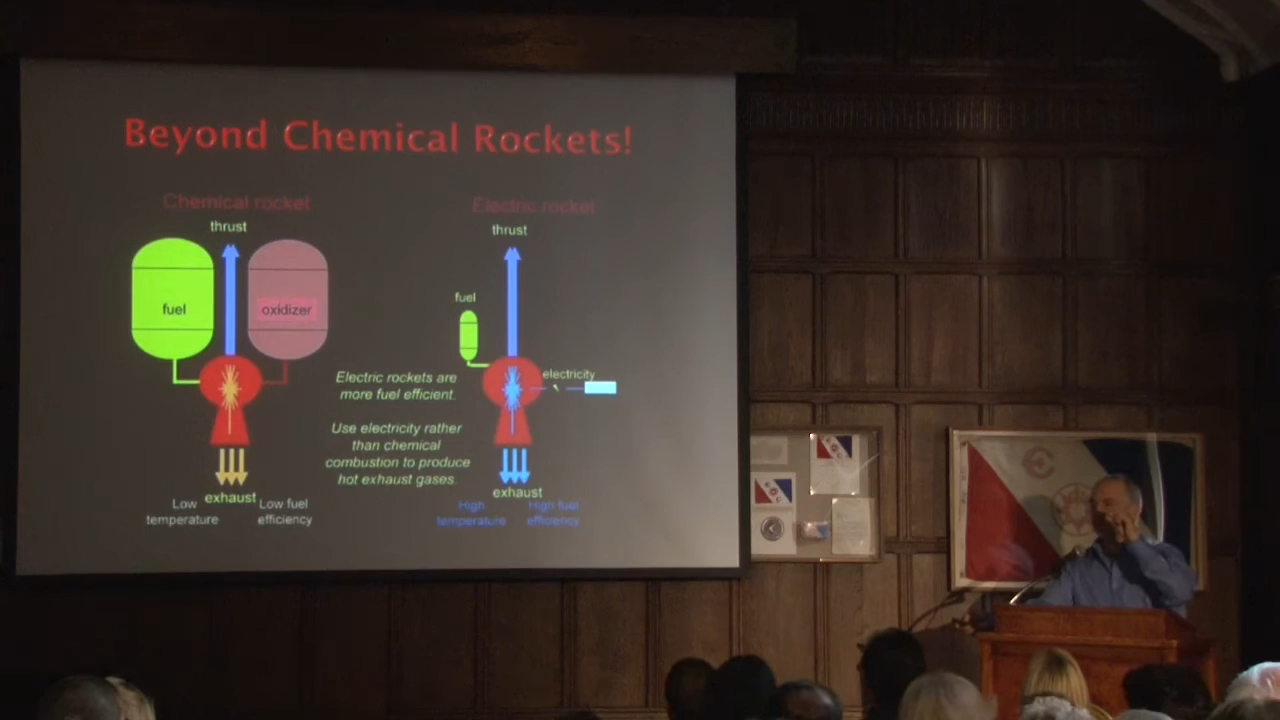 Beyond Chemical Rockets!
Chemical rocket
thrust
fuel
oxidizer
exhaust
Low
temperature
Low fuel
efficiency
Electric rockets are
more fuel efficient.
Use electricity rather
than chemical
combustion to produce
hot exhaust gases.
Electric rocket
thrust
fuel
electricity
exhaust
High
temperature
High fuel
efficiency